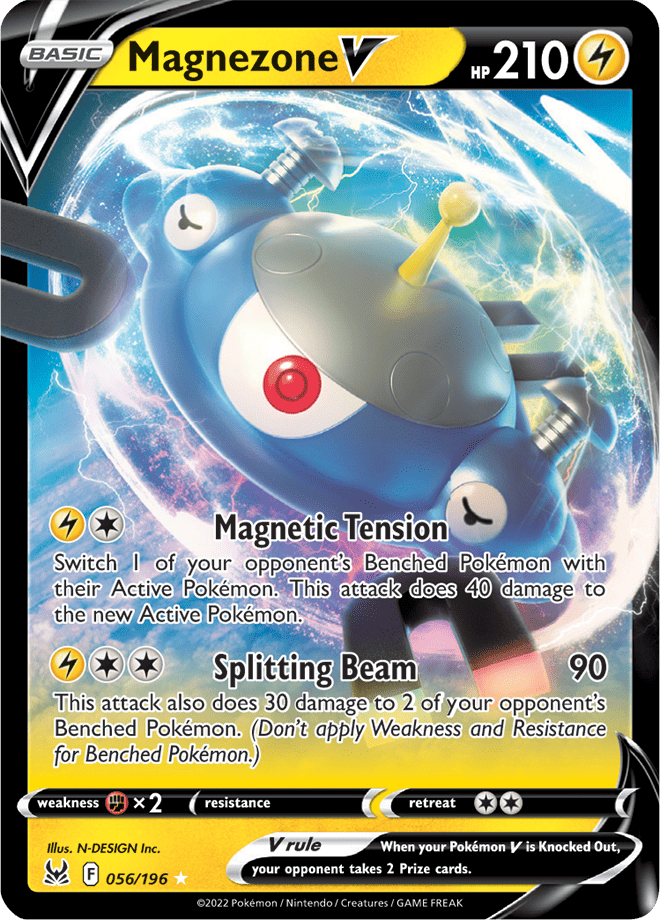 BASIC Magnezone V HP 210
Magnetic Tension
Switch 1 of your opponent's Benched Pokémon with
their Active Pokémon. This attack does 40 damage to
the new Active Pokémon.
Splitting Beam 90
This attack also does 30 damage to 2 of your opponent's
Benched Pokémon. (Don't apply Weakness and Resistance
for Benched Pokémon.)
weakness ×2 resistance retreat
Illus. N-DESIGN Inc.
V rule When your Pokémon V is Knocked Out,
your opponent takes 2 Prize cards.
F 056/196
©2022 Pokémon / Nintendo / Creatures / GAME FREAK